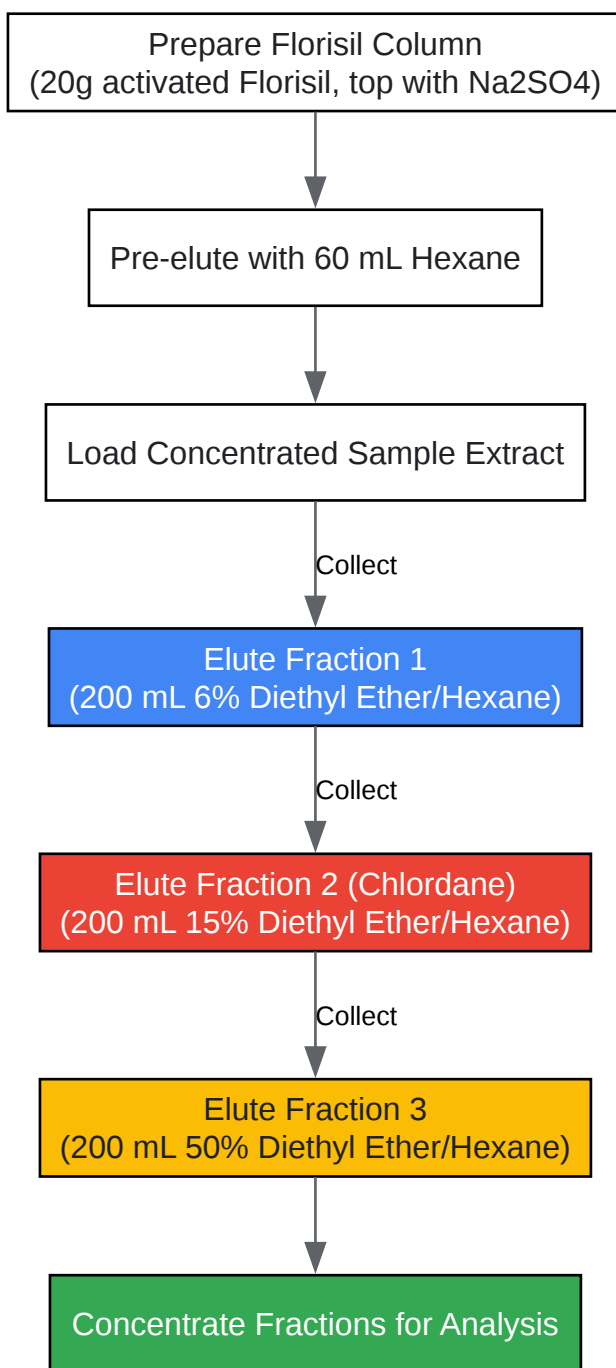 Prepare Florisil Column
(20g activated Florisil, top with Na2SO4)
Pre-elute with 60 mL Hexane
Load Concentrated Sample Extract
Collect
Elute Fraction 1
(200 mL 6% Diethyl Ether/Hexane)
Collect
Elute Fraction 2 (Chlordane)
(200 mL 15% Diethyl Ether/Hexane)
Collect
Elute Fraction 3
(200 mL 50% Diethyl Ether/Hexane)
Concentrate Fractions for Analysis